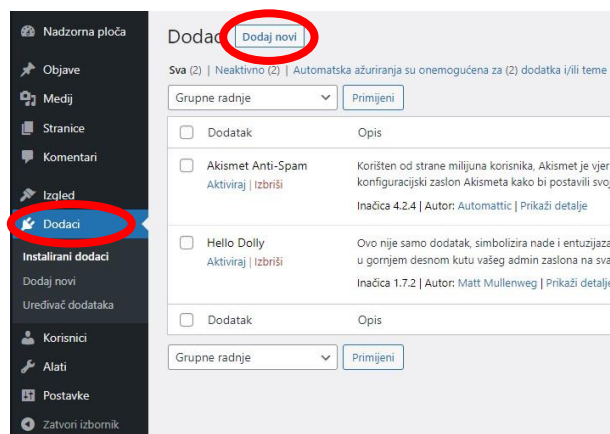 Nadzorna ploča
Objave
Medij
Stranice
Komentari
Izgled
Dodaci
Instalirani dodaci
Dodaj novi
Uređivač dodataka
Korisnici
Alati
Postavke
Zatvori izbornik
Dodaci Dodaj novi
Sva (2) | Neaktivno (2) | Automatska ažuriranja su onemogućena za (2) dodatka i/ili teme
Grupne radnje Primijeni
Dodatak Opis
Akismet Anti-Spam Korišten od strane milijuna korisnika, Akismet je
Aktiviraj | Izbriši konfiguracijski zaslon Akismeta kako bi postavili
Inačica 4.2.4 | Autor: Automattic | Prikaži detalje
Hello Dolly Ovo nije samo dodatak, simbolizira nade i
Aktiviraj | Izbriši u gornjem desnom kutu vašeg admin zaslona na
Inačica 1.7.2 | Autor: Matt Mullenweg | Prikaži detalje
Dodatak Opis
Grupne radnje Primijeni